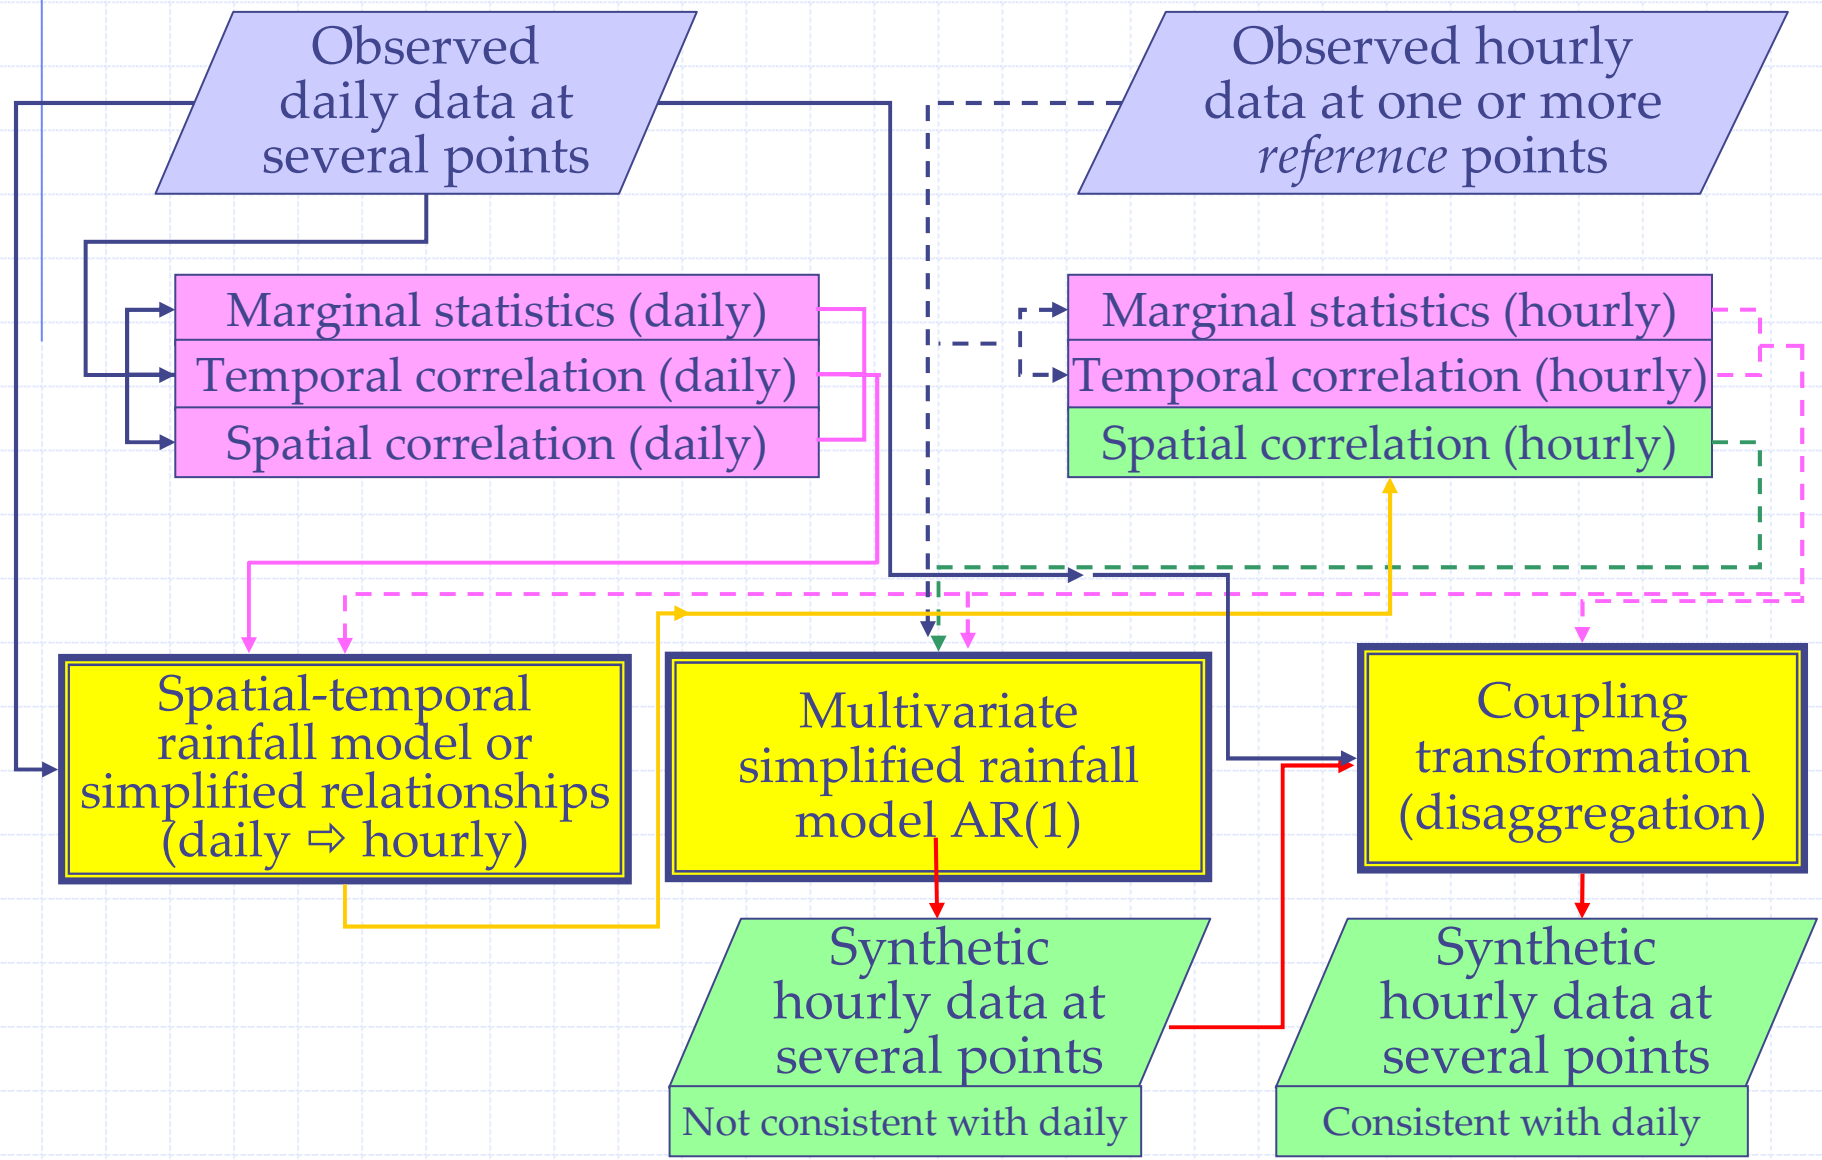 Observed
daily data at
several points
Observed hourly
data at one or more
reference points
Marginal statistics (daily)
Temporal correlation (daily)
Spatial correlation (daily)
Marginal statistics (hourly)
Temporal correlation (hourly)
Spatial correlation (hourly)
Spatial-temporal
rainfall model or
simplified relationships
(daily ⇨ hourly)
Multivariate
simplified rainfall
model AR(1)
Coupling
transformation
(disaggregation)
Synthetic
hourly data at
several points
Not consistent with daily
Synthetic
hourly data at
several points
Consistent with daily